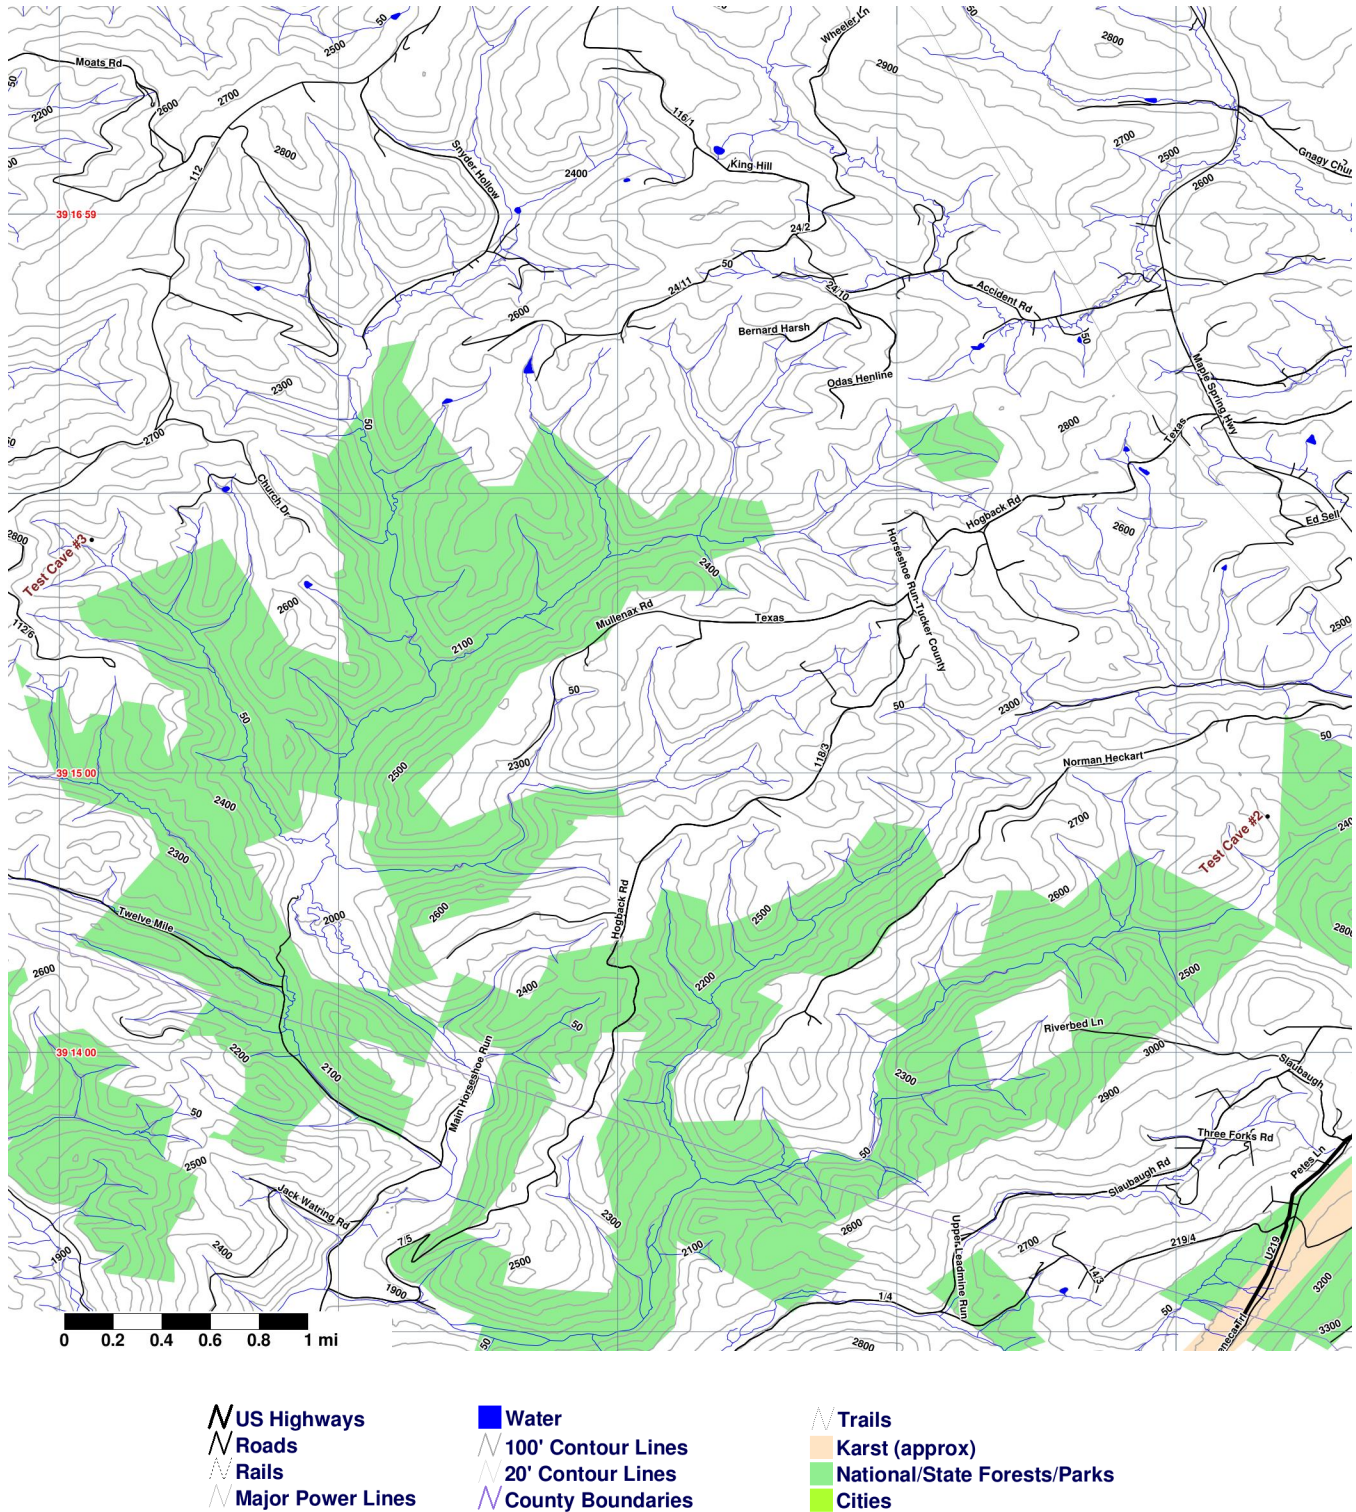 50
2500
Wheeler Ln
50
2800
2900
Moats Rd
50
2200
2600
2700
116/1
2700
2500
Gnagy Chur
2800
Snyder Hollow
King Hill
112
2400
2600
39 16 59
24/2
50
24/11
24/10
Accident Rd
2600
Bernard Harsh
50
Maple Spring Hwy
2300
Odas Henline
50
2800
Texas
2700
50
Church Dr
Hogback Rd
Ed Sell
2600
2800
Test Cave #3
Horseshoe Run-Tucker County
2400
2600
Mullenax Rd
Texas
112/6
2100
2500
50
50
50
2300
118/3
50
39 15 00
2500
2300
Norman Heckart
2400
2700
Test Cave #2
240
2300
2600
Hogback Rd
2600
2500
Twelve Mile
2000
2800
2600
2400
2200
2500
50
Riverbed Ln
39 14 00
2200
2100
Main Horseshoe Run
2300
3000
Slaubaugh
2900
50
Three Forks Rd
50
Petes Ln
2500
Slaubaugh Rd
Jack Watring Rd
2300
2600
Upper Leadmine Run
2700
219/4
U219
1900
2400
7/5
2500
2100
14/3
3200
1900
1/4
50
3300
eneca Trl
50
2800
0 0.2 0.4 0.6 0.8 1 mi
US Highways
Roads
Rails
Major Power Lines
Water
100' Contour Lines
20' Contour Lines
County Boundaries
Trails
Karst (approx)
National/State Forests/Parks
Cities